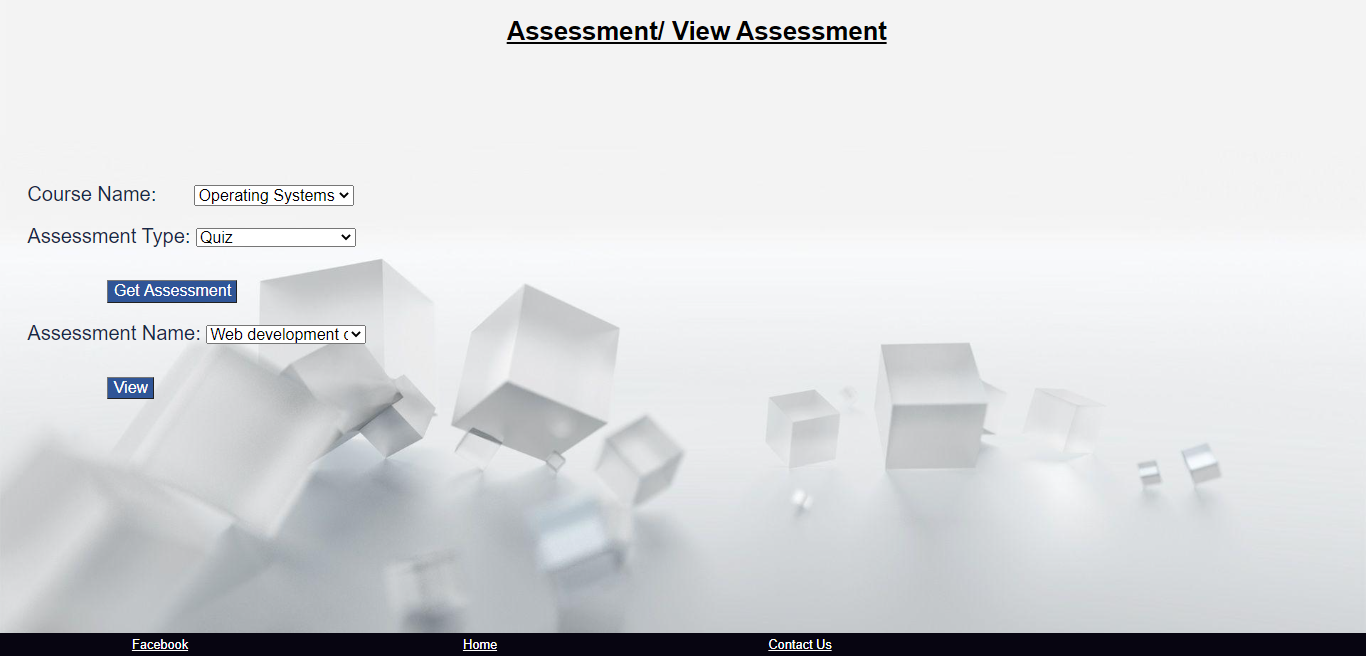 Assessment/ View Assessment
Course Name: Operating Systems
Assessment Type: Quiz
Get Assessment
Assessment Name: Web development
View
Facebook Home Contact Us